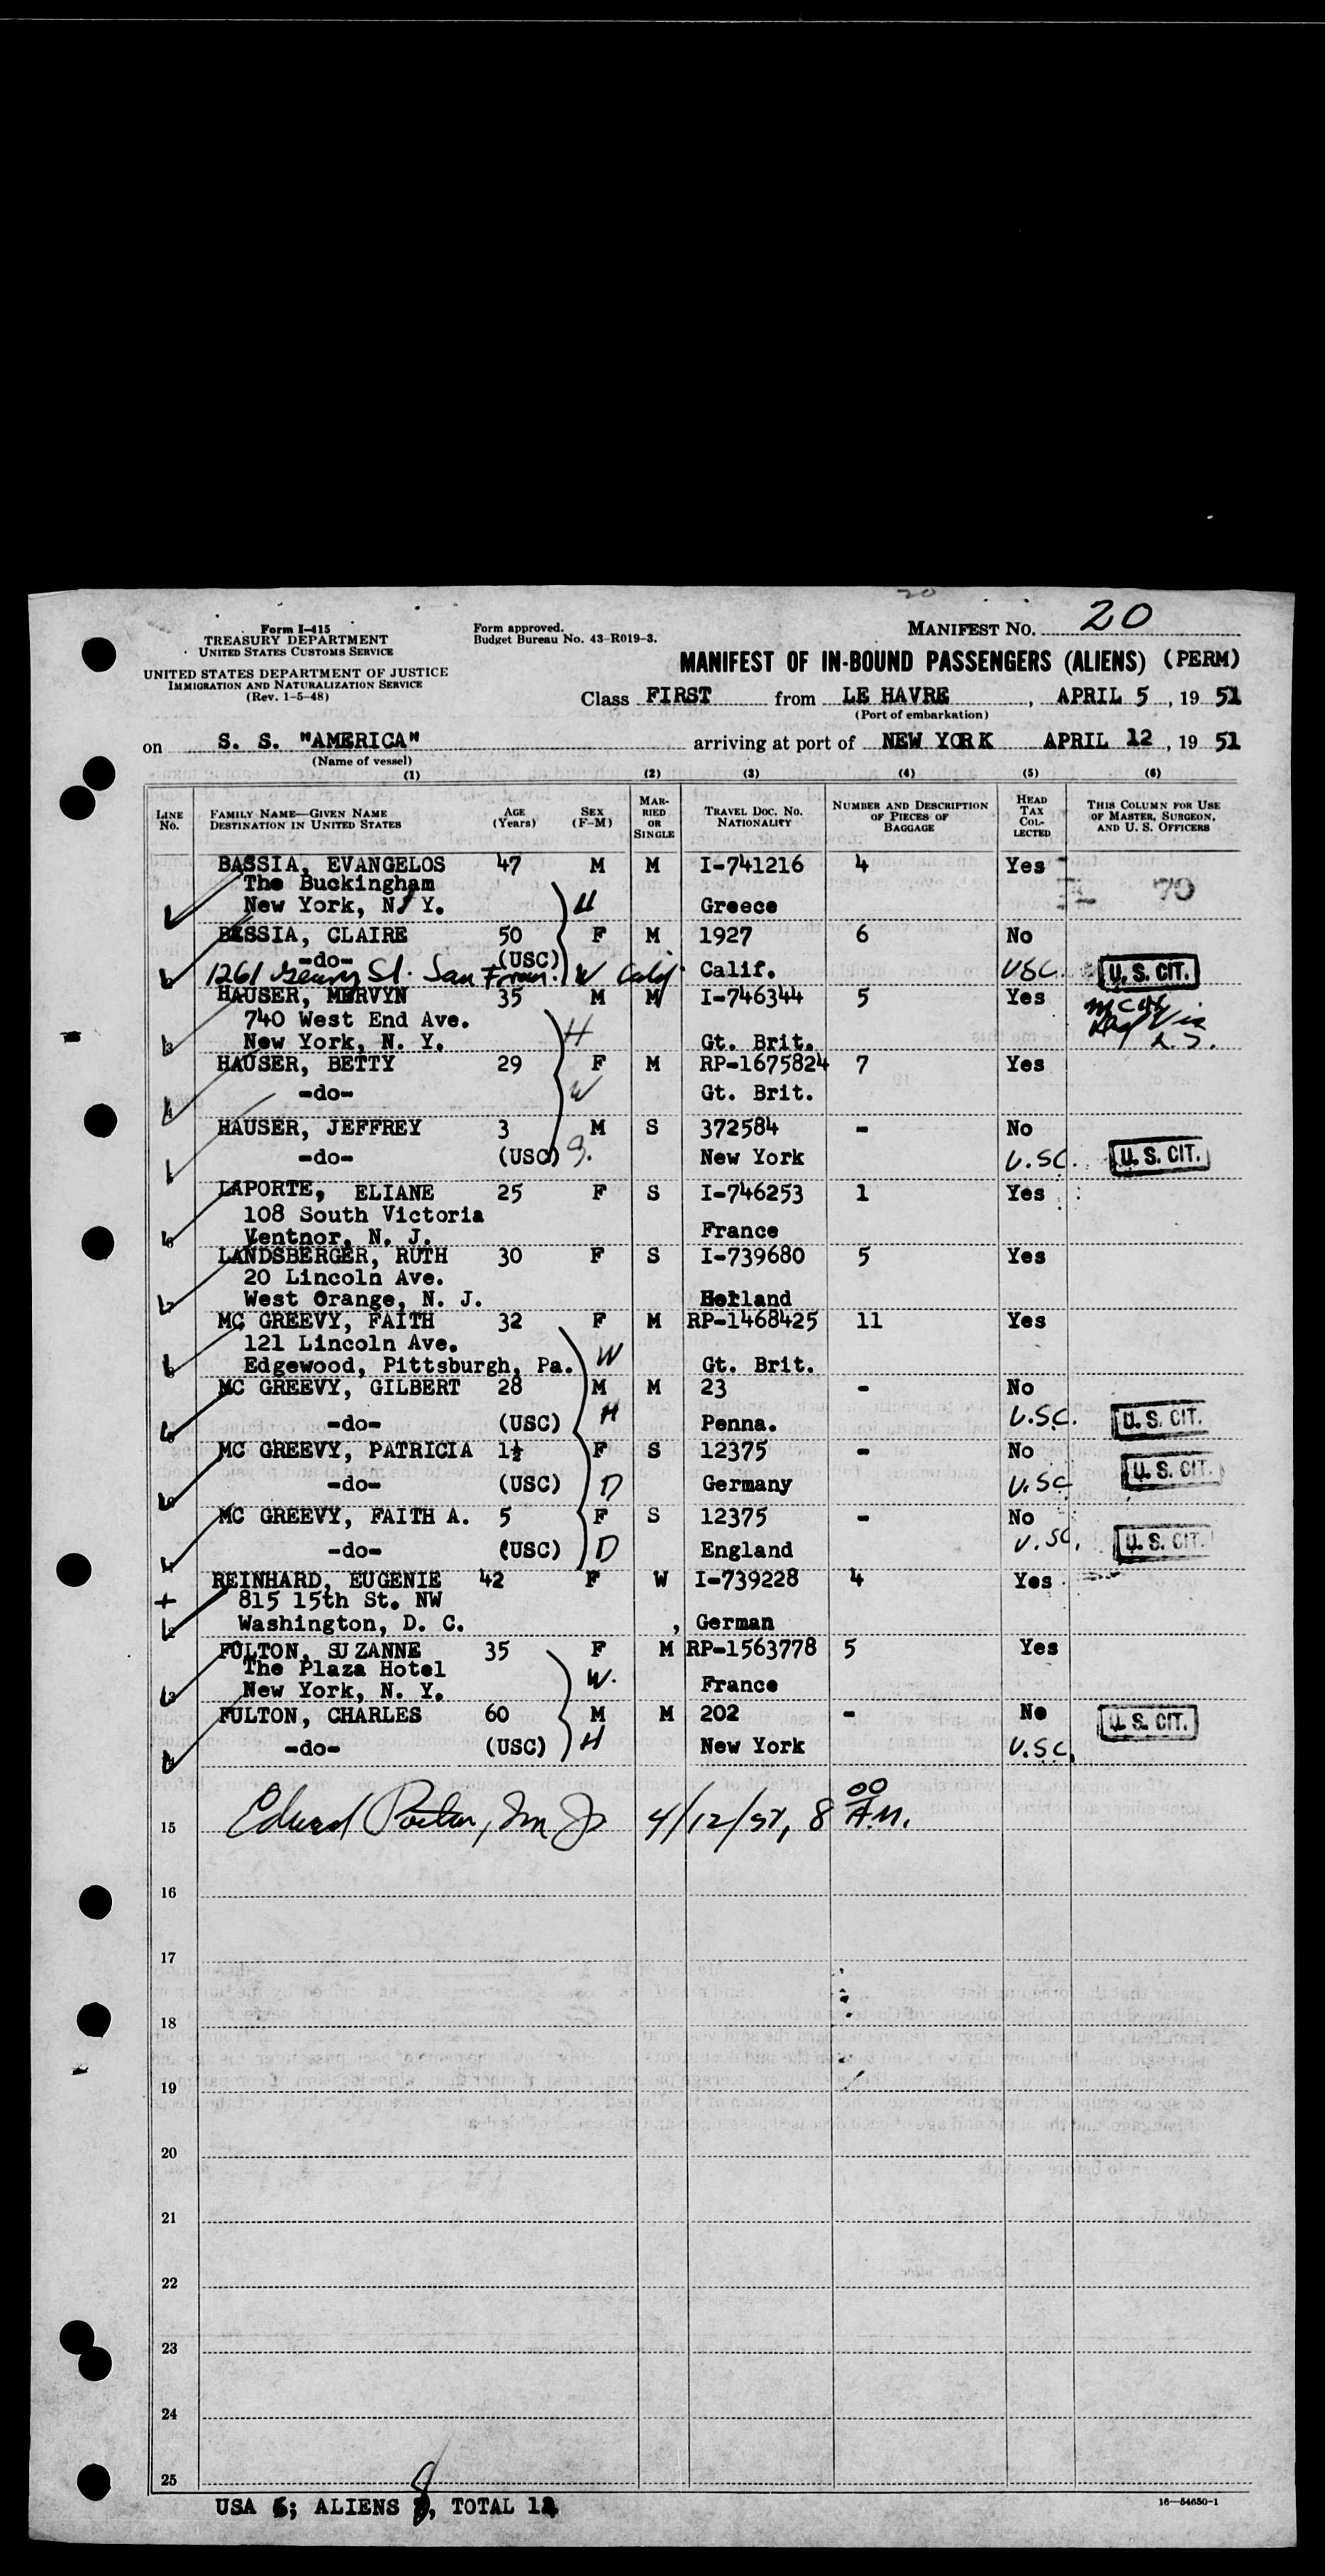 20
Form I-415
TREASURY DEPARTMENT
UNITED STATES CUSTOMS SERVICE
UNITED STATES DEPARTMENT OF JUSTICE
IMMIGRATION AND NATURALIZATION SERVICE
(Rev. 1-5-48)
Form approved.
Budget Bureau No. 43-R019-3.
MANIFEST NO. 20
MANIFEST OF IN-BOUND PASSENGERS (ALIENS) (PERM)
Class FIRST from LE HAVRE, APRIL 5, 19 51
(Port of embarkation)
on S. S. "AMERICA" arriving at port of NEW YORK APRIL 12, 19 51
(Name of vessel)
(1) (2) (3) (4) (5) (6)
LINE No. FAMILY NAME—GIVEN NAME DESTINATION IN UNITED STATES AGE (Years) SEX (F-M) MARRIED OR SINGLE TRAVEL DOC. NO. NATIONALITY NUMBER AND DESCRIPTION OF PIECES OF BAGGAGE HEAD TAX COLLECTED THIS COLUMN FOR USE OF MASTER, SURGEON, AND U. S. OFFICERS
BASSIA, EVANGELOS 47 M M I-741216 4 Yes
The Buckingham 70
New York, N. Y. H Greece
BASSIA, CLAIRE 50 F M 1927 6 No
-do- (USC)
1261 Geary St. San Fran. W Calif. Calif. USC. U. S. CIT.
HAUSER, MERVYN 35 M M I-746344 5 Yes
740 West End Ave. H
New York, N. Y. Gt. Brit.
HAUSER, BETTY 29 F M RP-1675824 7 Yes
-do- W Gt. Brit.
HAUSER, JEFFREY 3 M S 372584 - No
-do- (USC) S. New York U.SC. U. S. CIT.
LAPORTE, ELIANE 25 F S I-746253 1 Yes
108 South Victoria
Ventnor, N. J. France
LANDSBERGER, RUTH 30 F S I-739680 5 Yes
20 Lincoln Ave.
West Orange, N. J. Holland
MC GREEVY, FAITH 32 F M RP-1468425 11 Yes
121 Lincoln Ave.
Edgewood, Pittsburgh, Pa. W Gt. Brit.
MC GREEVY, GILBERT 28 M M 23 - No
-do- (USC) H Penna. U.SC. U. S. CIT.
MC GREEVY, PATRICIA 1½ F S 12375 - No
-do- (USC) D Germany U.SC U. S. CIT.
MC GREEVY, FAITH A. 5 F S 12375 - No
-do- (USC) D England U.SC. U. S. CIT.
REINHARD, EUGENIE 42 F W I-739228 4 Yes
815 15th St. NW
Washington, D. C. , German
FULTON, SUZANNE 35 F M RP-1563778 5 Yes
The Plaza Hotel W.
New York, N. Y. France
FULTON, CHARLES 60 M M 202 - No U. S. CIT.
-do- (USC) H New York U.S.C.
15 4/12/51, 8 00 A.M.
16
17
18
19
20
21
22
23
24
25
USA 6; ALIENS 8, TOTAL 14
16—54650-1